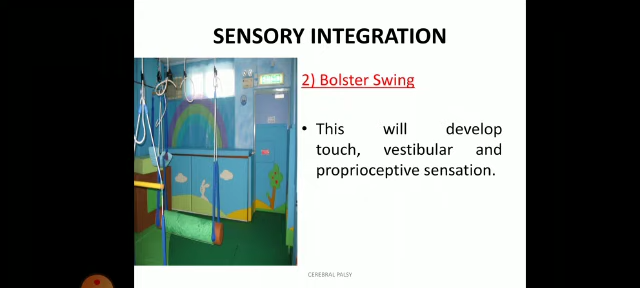 SENSORY INTEGRATION
2) Bolster Swing
• This will develop
touch, vestibular and
proprioceptive sensation.
CEREBRAL PALSY